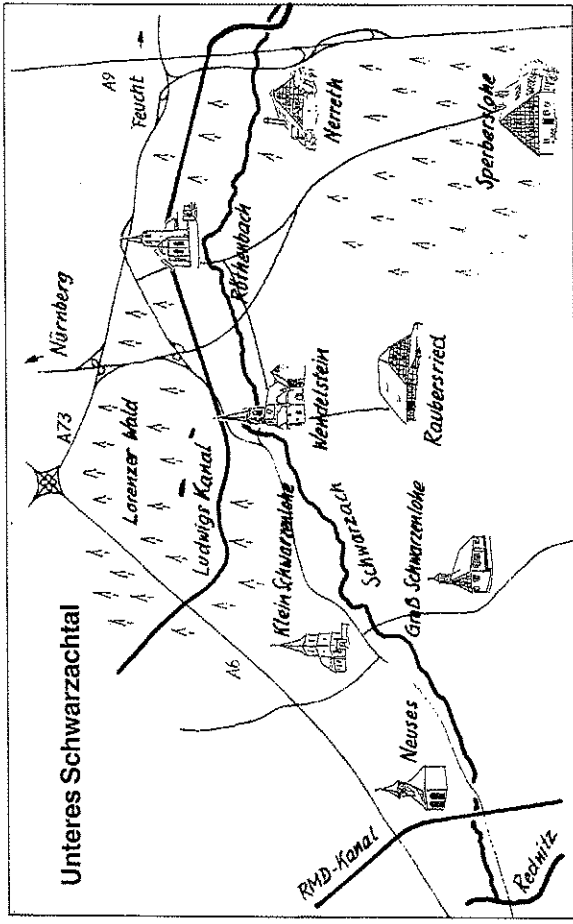 Unteres Schwarzachtal
A73
Nürnberg
A9
Feucht
Lorenzer Wald
Ludwigs Kanal
Röthenbach
Nerreth
A6
Klein Schwarzenlohe
Wendelstein
Sperberslohe
Schwarzach
Raubersried
Groß Schwarzenlohe
Neuses
RMD-Kanal
Rednitz